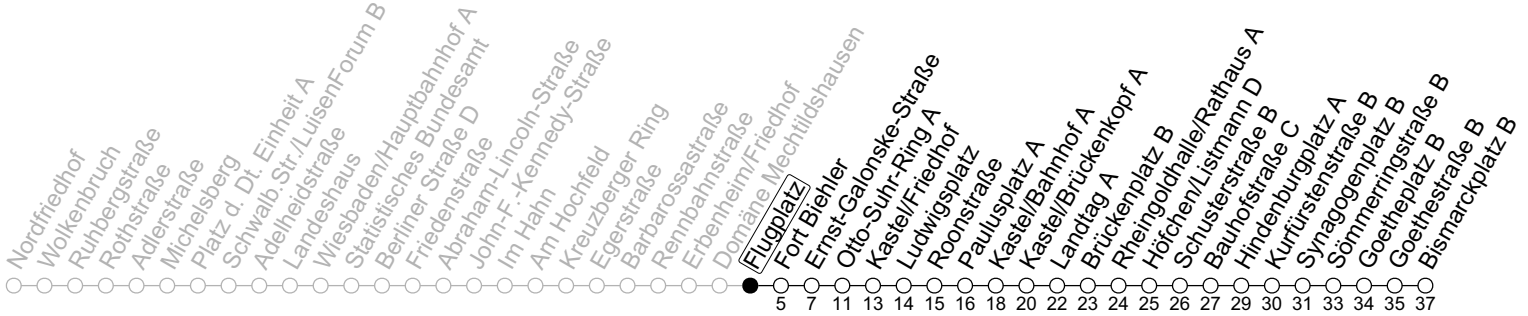 Nordfriedhof
Wolkenbruch
Ruhbergstraße
Rothstraße
Adlerstraße
Michelsberg
Platz d. Dt. Einheit A
Schwalb.Str./LuisenForum B
Adelheidstraße
Landeshaus
Wiesbaden/Hauptbahnhof A
Statistisches Bundesamt
Berliner Straße D
Friedenstraße
Abraham-Lincoln-Straße
John-F.-Kennedy-Straße
Im Hahn
Am Hochfeld
Kreuzberger Ring
Egerstraße
Barbarossastraße
Rennbahnstraße
Erbenheim/Friedhof
Domäne Mechtildshausen
Flugplatz
Fort Biehler
Ernst-Galonske-Straße
Otto-Suhr-Ring A
Kastel/Friedhof
Ludwigsplatz
Roonstraße
Paulusplatz A
Kastel/Bahnhof A
Kastel/Brückenkopf A
Landtag A
Brückenplatz B
Rheingoldhalle/Rathaus A
Höfchen/Listmann D
Schusterstraße B
Bauhofstraße C
Hindenburgplatz A
Kurfürstenstraße B
Synagogenplatz B
Sömmerringstraße B
Goetheplatz B
Goethestraße B
Bismarckplatz B
5 7 11 13 14 15 16 18 20 22 23 24 25 26 27 29 30 31 33 34 35 37